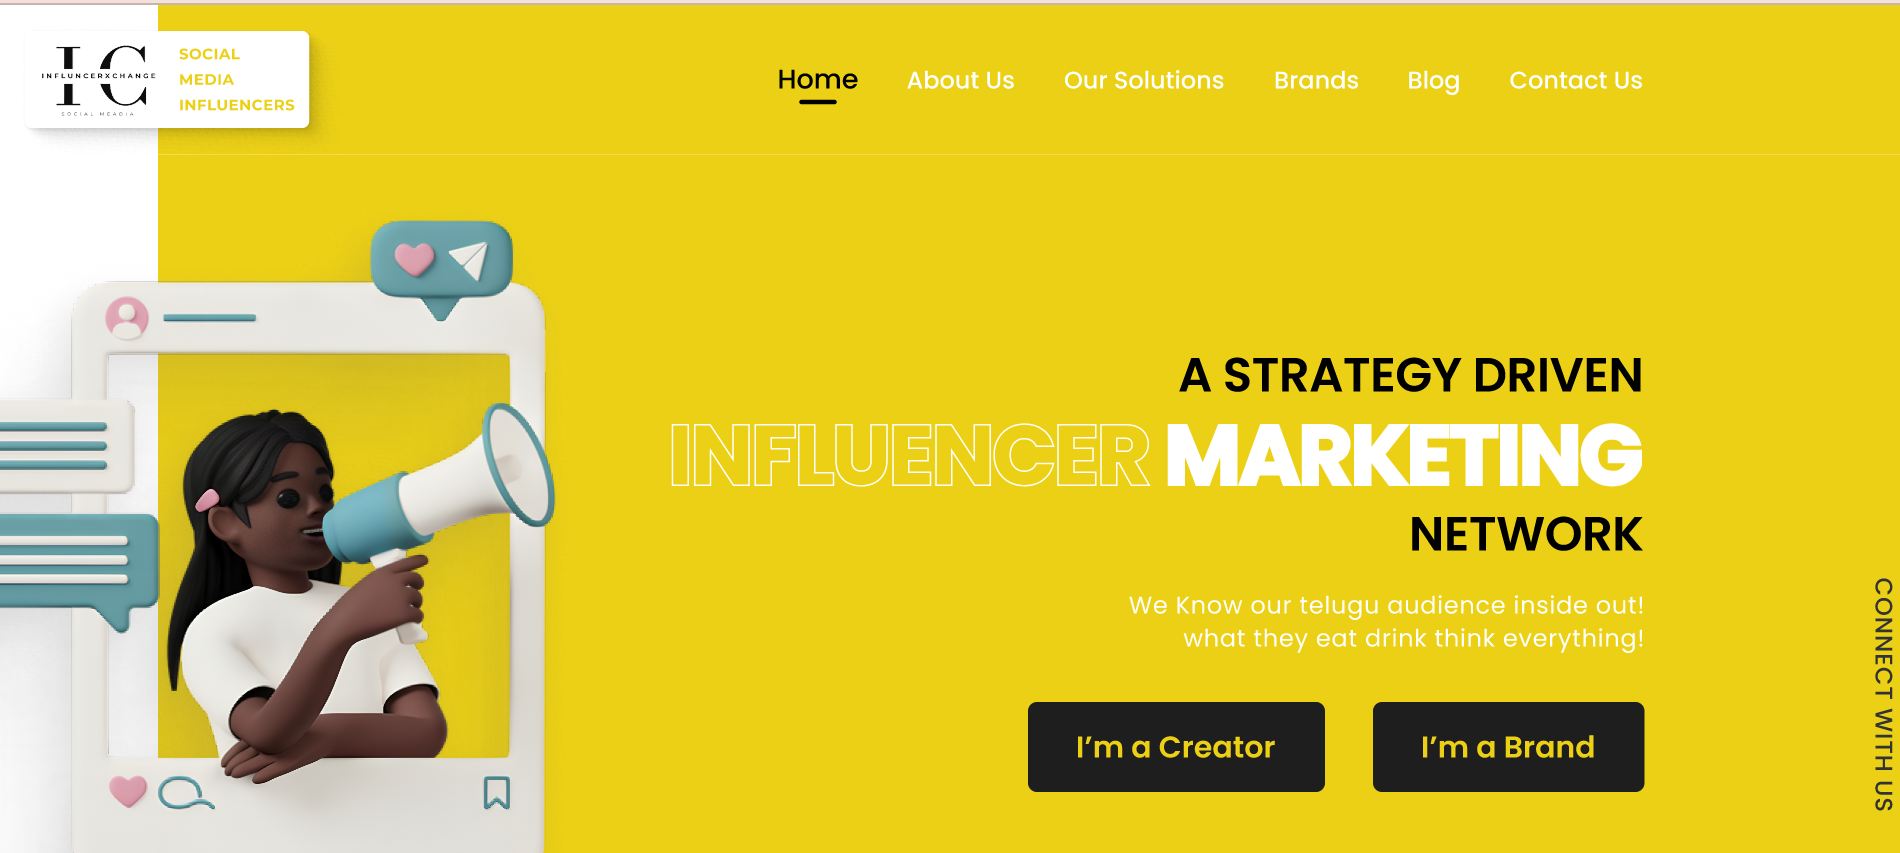 IC
INFLUNCERXCHANGE
SOCIAL MEADIA
SOCIAL
MEDIA
INFLUENCERS
Home About Us Our Solutions Brands Blog Contact Us
A STRATEGY DRIVEN
INFLUENCER MARKETING
NETWORK
We Know our telugu audience inside out!
what they eat drink think everything!
I’m a Creator I’m a Brand
CONNECT WITH US